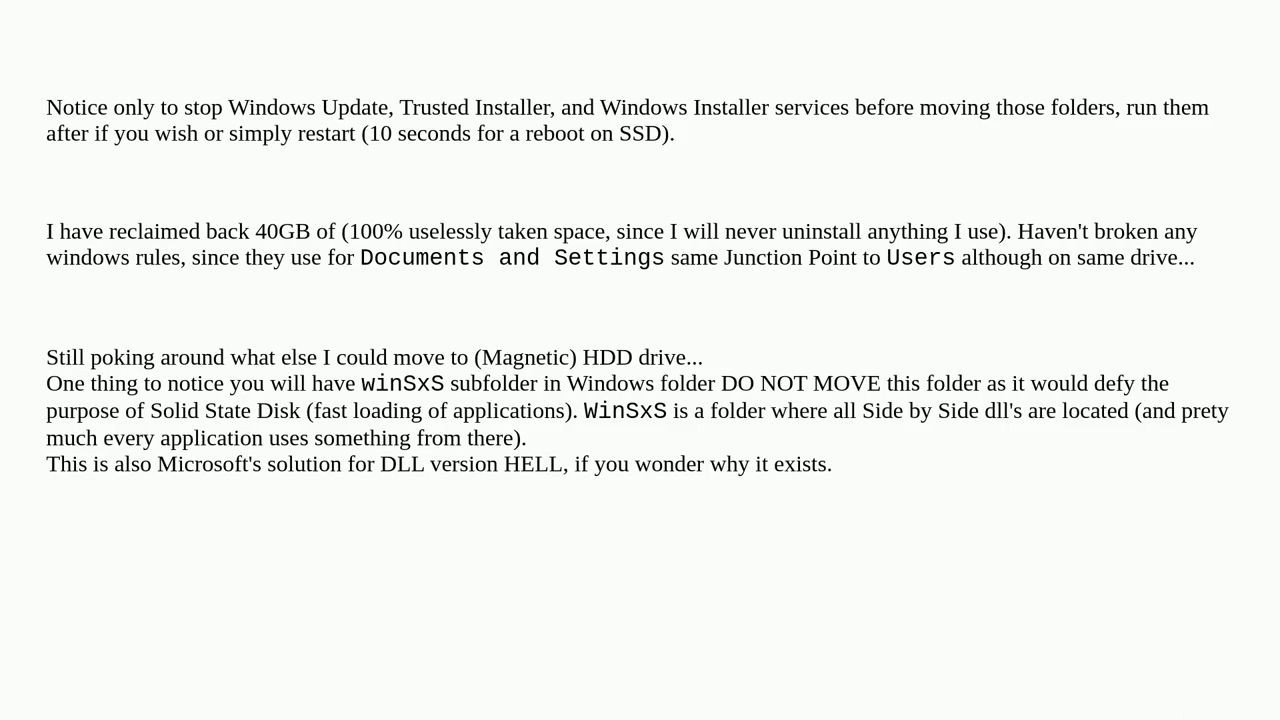 Notice only to stop Windows Update, Trusted Installer, and Windows Installer services before moving those folders, run them
after if you wish or simply restart (10 seconds for a reboot on SSD).
I have reclaimed back 40GB of (100% uselessly taken space, since I will never uninstall anything I use). Haven't broken any
windows rules, since they use for Documents and Settings same Junction Point to Users although on same drive...
Still poking around what else I could move to (Magnetic) HDD drive...
One thing to notice you will have winSxS subfolder in Windows folder DO NOT MOVE this folder as it would defy the
purpose of Solid State Disk (fast loading of applications). WinSxS is a folder where all Side by Side dll's are located (and prety
much every application uses something from there).
This is also Microsoft's solution for DLL version HELL, if you wonder why it exists.